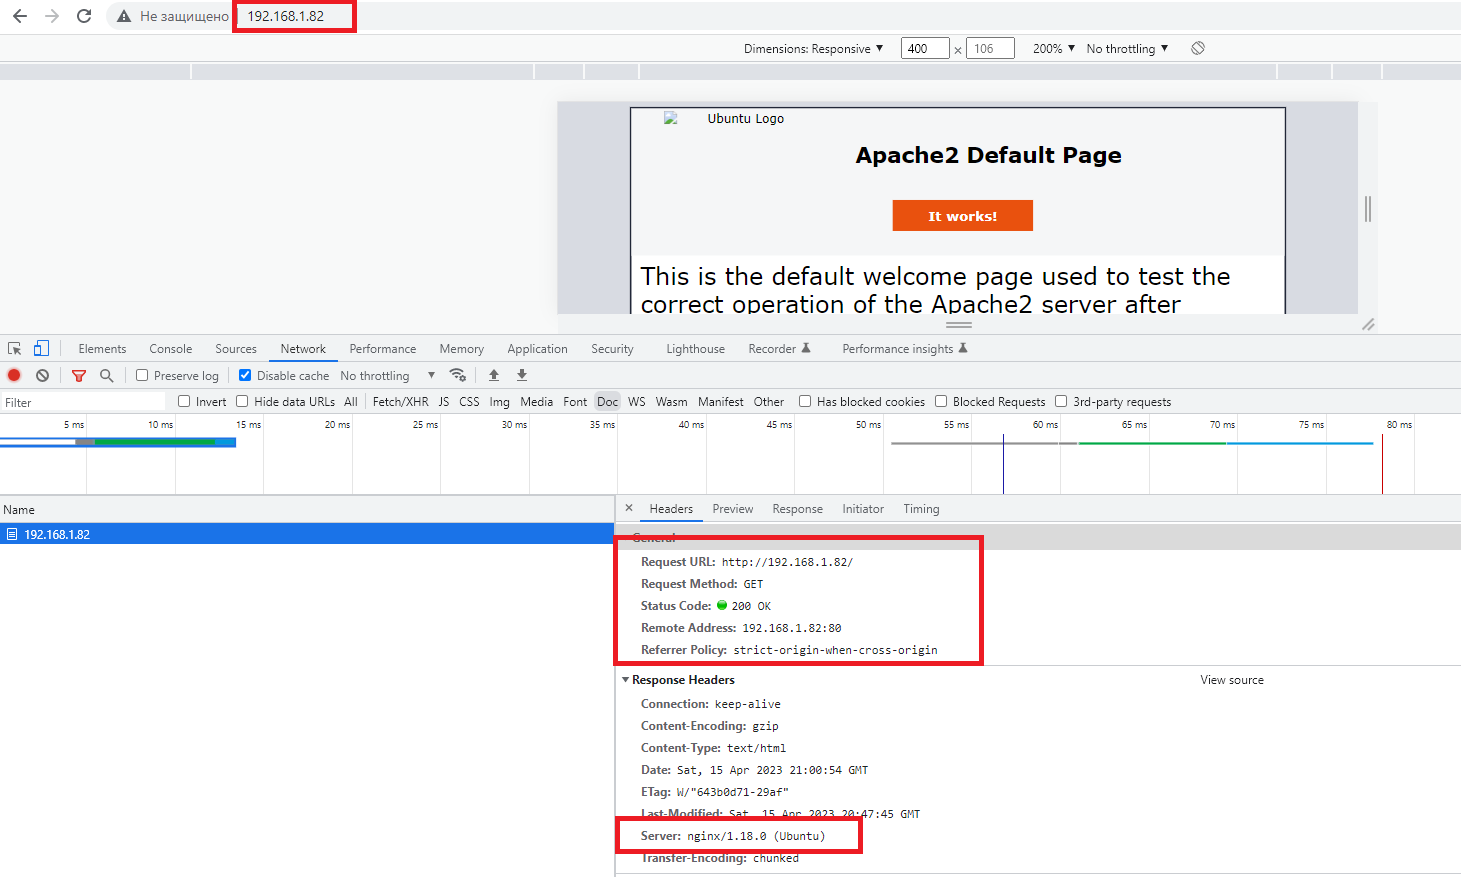 Не защищено 192.168.1.82
Dimensions: Responsive ▼ 400 × 106 200% ▼ No throttling ▼
Ubuntu Logo
Apache2 Default Page
It works!
This is the default welcome page used to test the
correct operation of the Apache2 server after
Elements Console Sources Network Performance Memory Application Security Lighthouse Recorder Performance insights
Preserve log Disable cache No throttling ▼
Filter Invert Hide data URLs All Fetch/XHR JS CSS Img Media Font Doc WS Wasm Manifest Other Has blocked cookies Blocked Requests 3rd-party requests
5 ms 10 ms 15 ms 20 ms 25 ms 30 ms 35 ms 40 ms 45 ms 50 ms 55 ms 60 ms 65 ms 70 ms 75 ms 80 ms
Name
192.168.1.82
× Headers Preview Response Initiator Timing
General
Request URL: http://192.168.1.82/
Request Method: GET
Status Code: 200 OK
Remote Address: 192.168.1.82:80
Referrer Policy: strict-origin-when-cross-origin
▼ Response Headers View source
Connection: keep-alive
Content-Encoding: gzip
Content-Type: text/html
Date: Sat, 15 Apr 2023 21:00:54 GMT
ETag: W/"643b0d71-29af"
Last-Modified: Sat, 15 Apr 2023 20:47:45 GMT
Server: nginx/1.18.0 (Ubuntu)
Transfer-Encoding: chunked